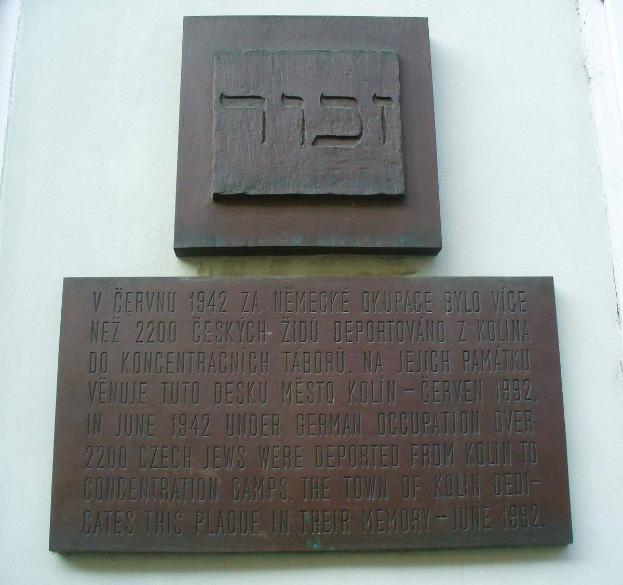 זכור
V ČERVNU 1942 ZA NĚMECKÉ OKUPACE BYLO VÍCE
NEŽ 2200 ČESKÝCH ŽIDŮ DEPORTOVÁNO Z KOLÍNA
DO KONCENTRAČNÍCH TÁBORŮ. NA JEJICH PAMÁTKU
VĚNUJE TUTO DESKU MĚSTO KOLÍN – ČERVEN 1992.
IN JUNE 1942 UNDER GERMAN OCCUPATION OVER
2200 CZECH JEWS WERE DEPORTED FROM KOLIN TO
CONCENTRATION CAMPS. THE TOWN OF KOLIN DEDI–
CATES THIS PLAQUE IN THEIR MEMORY – JUNE 1992.